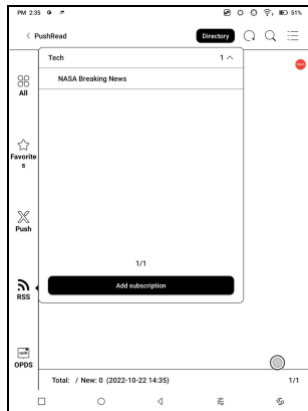 PM 2:35
51%
PushRead
Directory
Tech 1
NASA Breaking News
All
Favorite
s
Push
1/1
Add subscription
RSS
OPDS
Total: / New: 0 (2022-10-22 14:35) 1/1